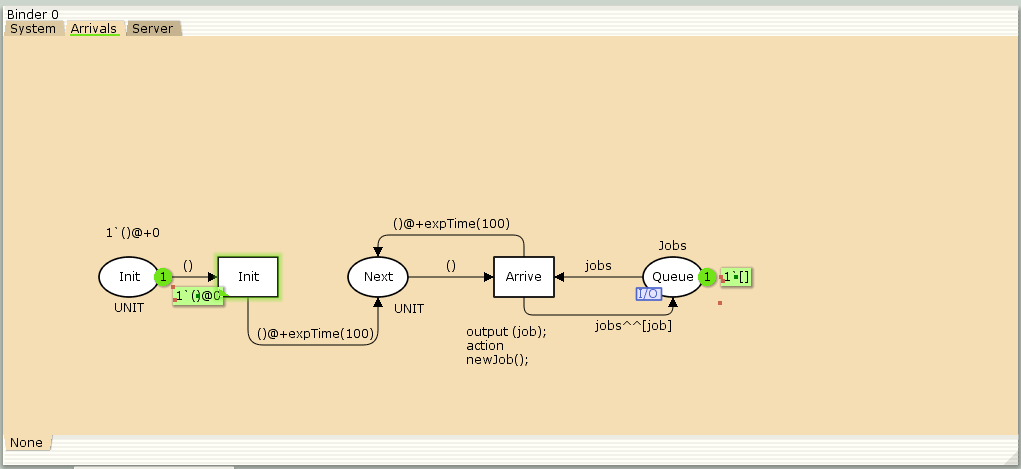 Binder 0
System Arrivals Server
1`()@+0
Init
1
UNIT
()
1`()@0
Init
()@+expTime(100)
()@+expTime(100)
Next
UNIT
()
Arrive
output (job);
action
newJob();
jobs
jobs^^[job]
Jobs
Queue
I/O
1
1`[]
None